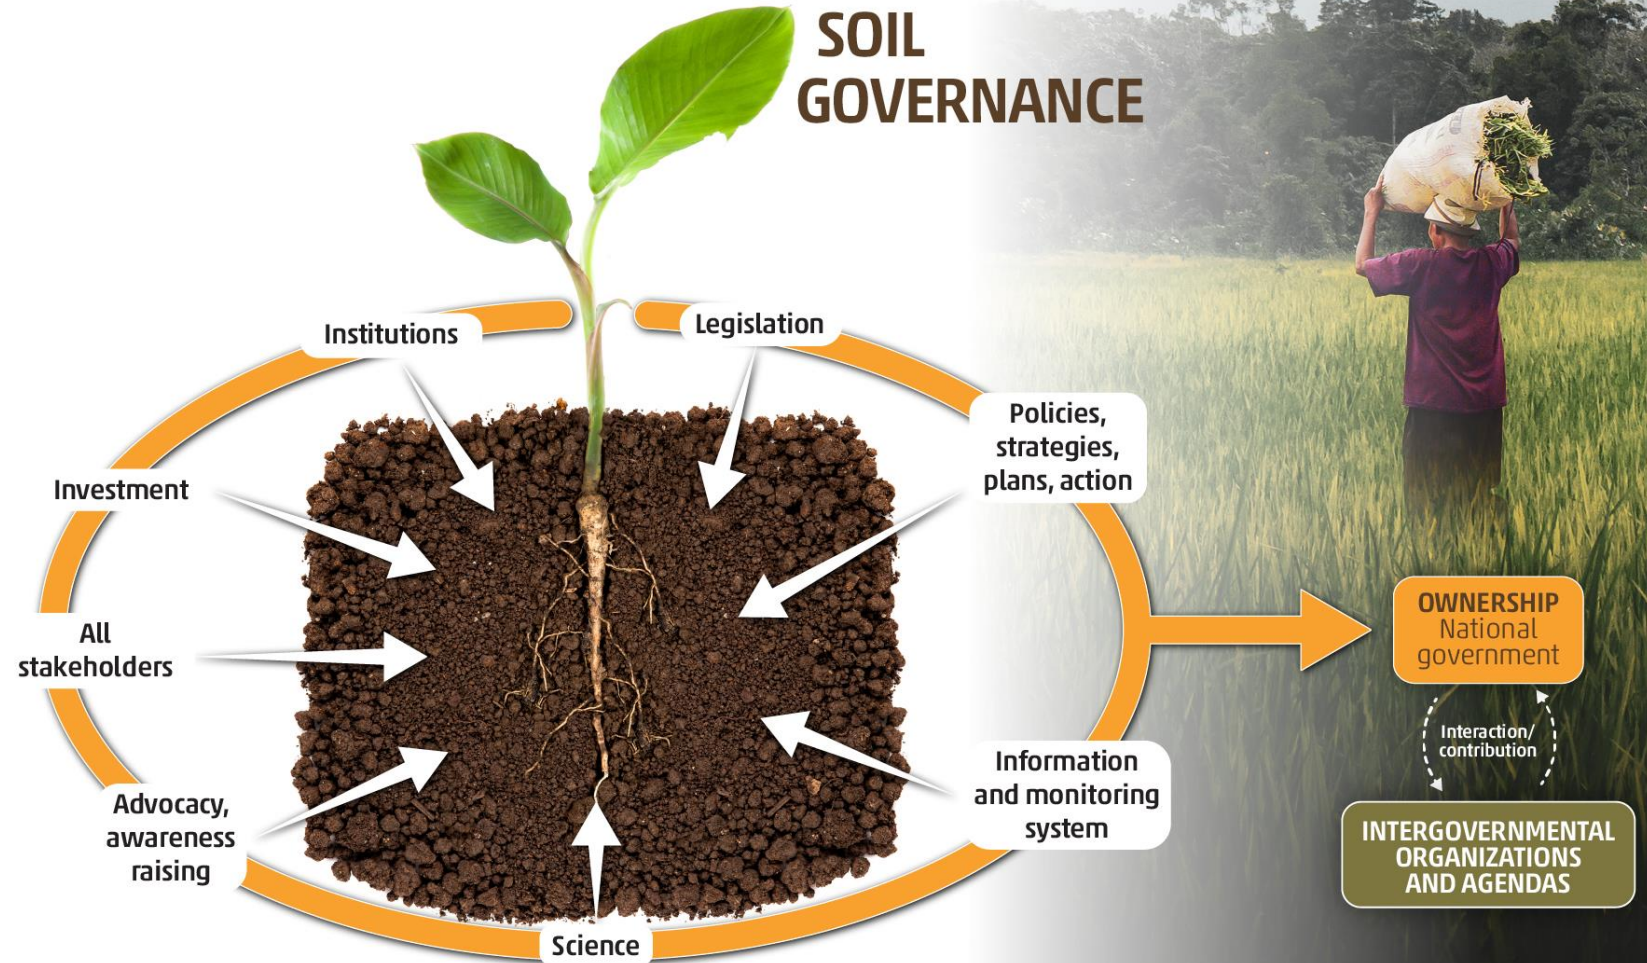 SOIL
GOVERNANCE
Institutions
Legislation
Policies,
strategies,
plans, action
Investment
All
stakeholders
Advocacy,
awareness
raising
Science
Information
and monitoring
system
OWNERSHIP
National
government
Interaction/
contribution
INTERGOVERNMENTAL
ORGANIZATIONS
AND AGENDAS